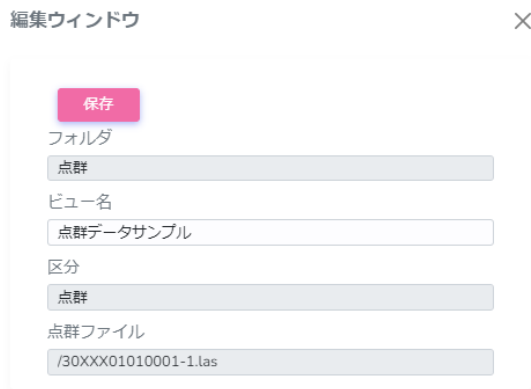 編集ウィンドウ
保存
フォルダ
点群
ビュー名
点群データサンプル
区分
点群
点群ファイル
/30XXX01010001-1.las